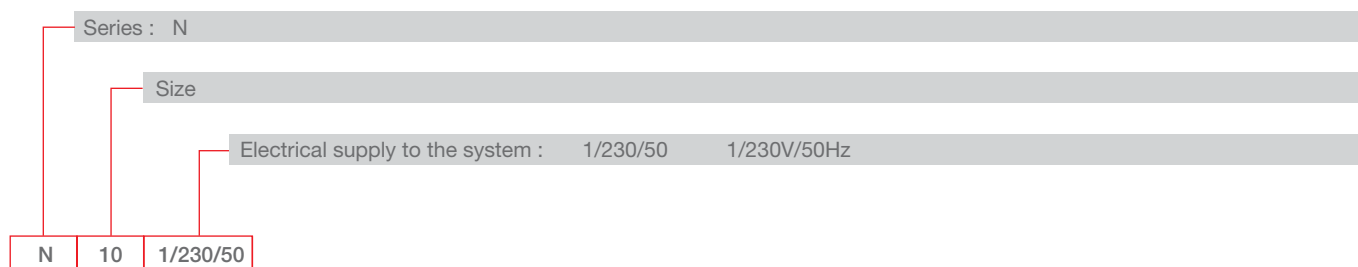 Series : N
Size
Electrical supply to the system : 1/230/50 1/230V/50Hz
N 10 1/230/50